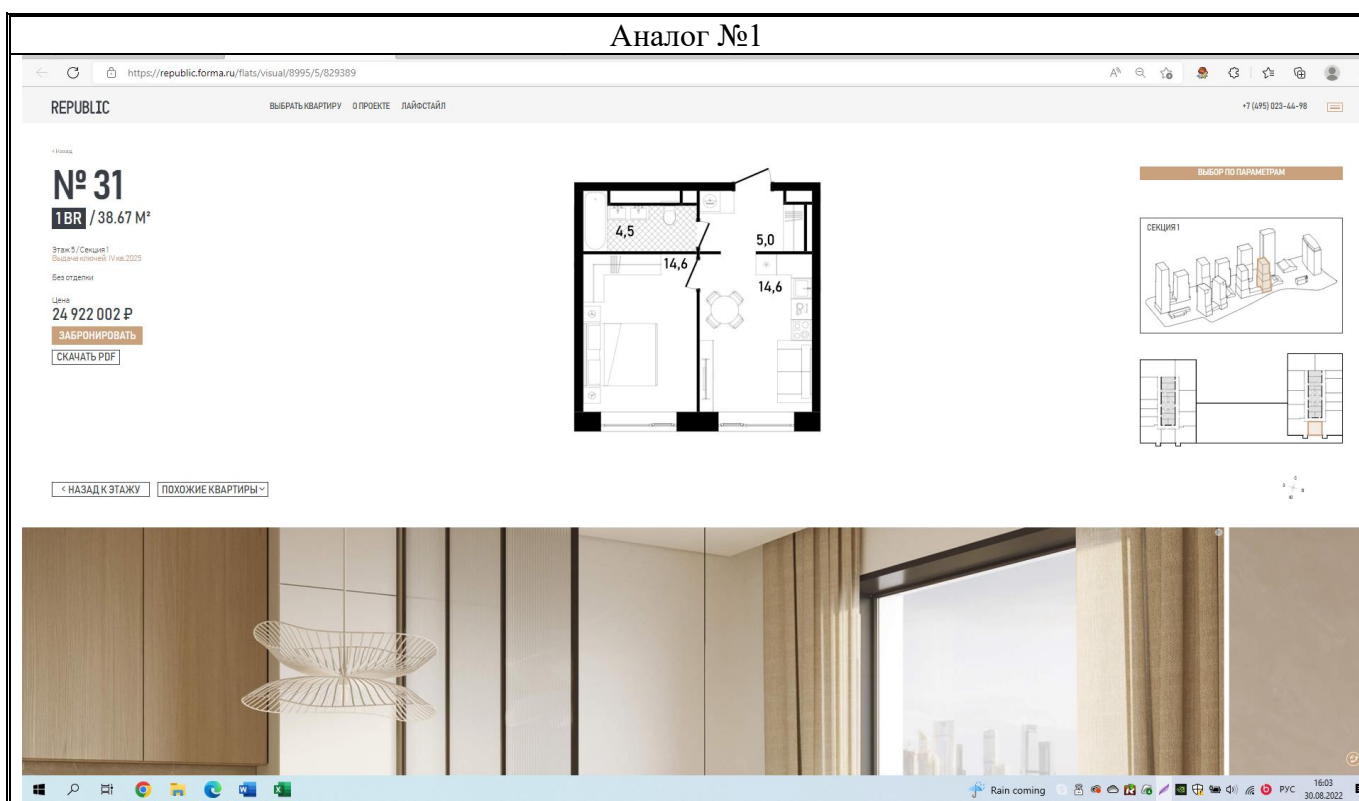 Аналог №1
https://republic.forma.ru/flats/visual/8995/5/829389
REPUBLIC ВЫБРАТЬ КВАРТИРУ О ПРОЕКТЕ ЛАЙФСТАЙЛ +7 (495) 023-44-98
< Назад
№ 31
1BR / 38.67 М²
Этаж 5 / Секция 1
Выдача ключей: IV кв. 2025
Без отделки
Цена
24 922 002 ₽
ЗАБРОНИРОВАТЬ
СКАЧАТЬ PDF
4,5
5,0
14,6
14,6
ВЫБОР ПО ПАРАМЕТРАМ
СЕКЦИЯ 1
< НАЗАД К ЭТАЖУ ПОХОЖИЕ КВАРТИРЫ
Rain coming РУС 16:03
30.08.2022